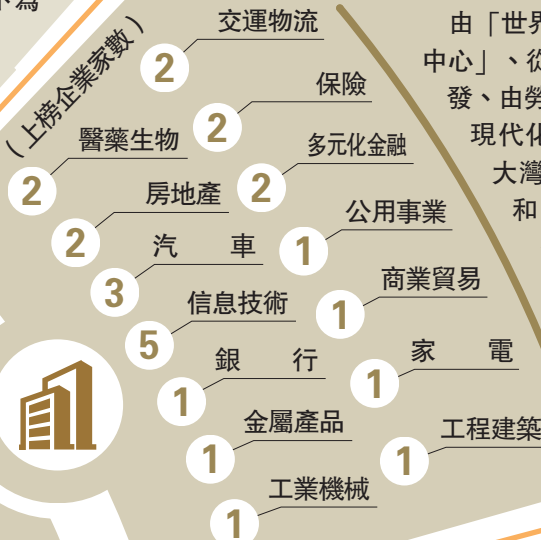 為
(上榜企業家數)
交運物流
2
保險
2
醫藥生物
2
多元化金融
2
房地產
2
公用事業
1
汽車
3
商業貿易
1
信息技術
5
家電
1
銀行
1
金屬產品
1
工程建築
1
工業機械
1
由「世界
中心」、從
發、由勞
現代化
大灣
和